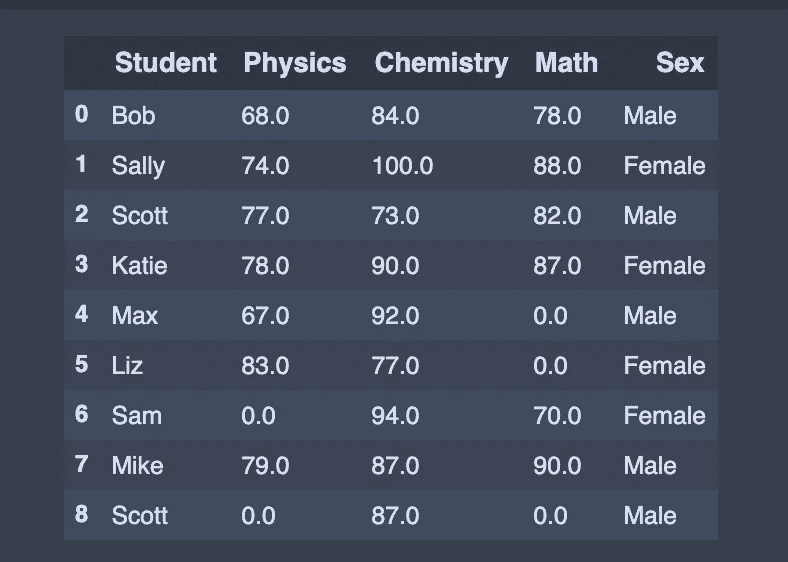 Student Physics Chemistry Math Sex
0 Bob 68.0 84.0 78.0 Male
1 Sally 74.0 100.0 88.0 Female
2 Scott 77.0 73.0 82.0 Male
3 Katie 78.0 90.0 87.0 Female
4 Max 67.0 92.0 0.0 Male
5 Liz 83.0 77.0 0.0 Female
6 Sam 0.0 94.0 70.0 Female
7 Mike 79.0 87.0 90.0 Male
8 Scott 0.0 87.0 0.0 Male